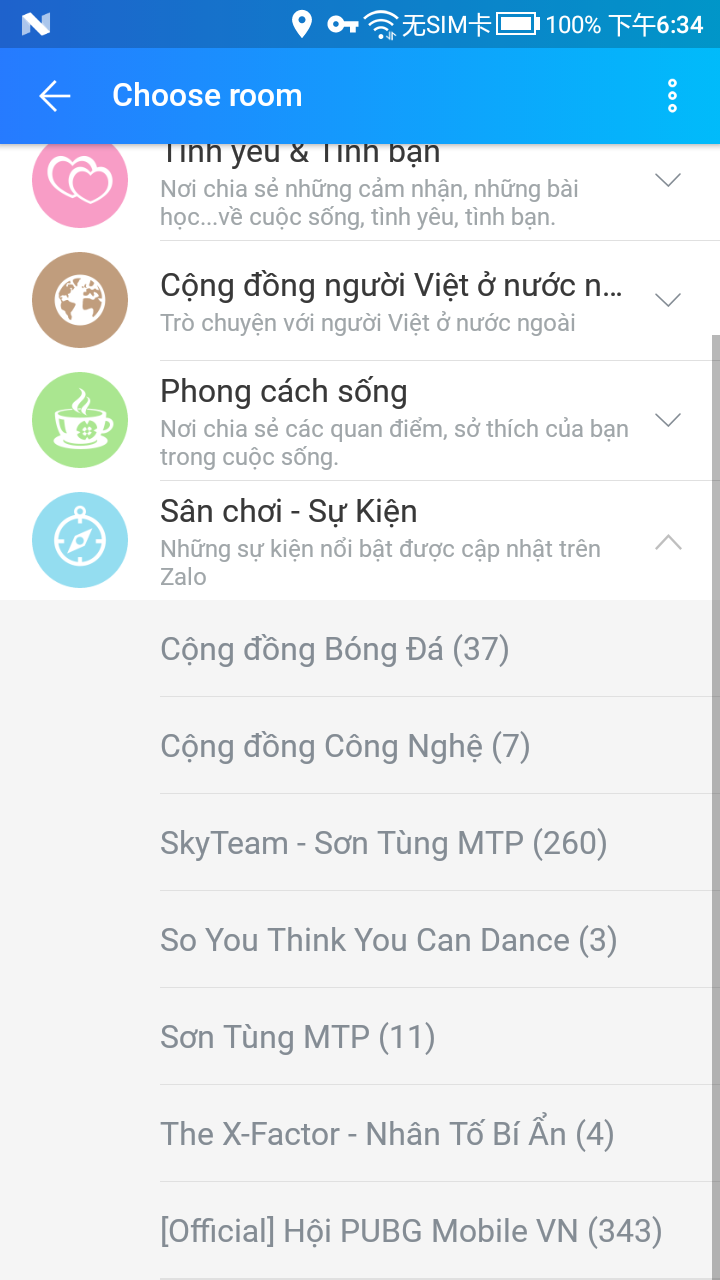 无SIM卡 100% 下午6:34
Choose room
Tình yêu & Tình bạn
Nơi chia sẻ những cảm nhận, những bài
học...về cuộc sống, tình yêu, tình bạn.
Cộng đồng người Việt ở nước n...
Trò chuyện với người Việt ở nước ngoài
Phong cách sống
Nơi chia sẻ các quan điểm, sở thích của bạn
trong cuộc sống.
Sân chơi - Sự Kiện
Những sự kiện nổi bật được cập nhật trên
Zalo
Cộng đồng Bóng Đá (37)
Cộng đồng Công Nghệ (7)
SkyTeam - Sơn Tùng MTP (260)
So You Think You Can Dance (3)
Sơn Tùng MTP (11)
The X-Factor - Nhân Tố Bí Ẩn (4)
[Official] Hội PUBG Mobile VN (343)